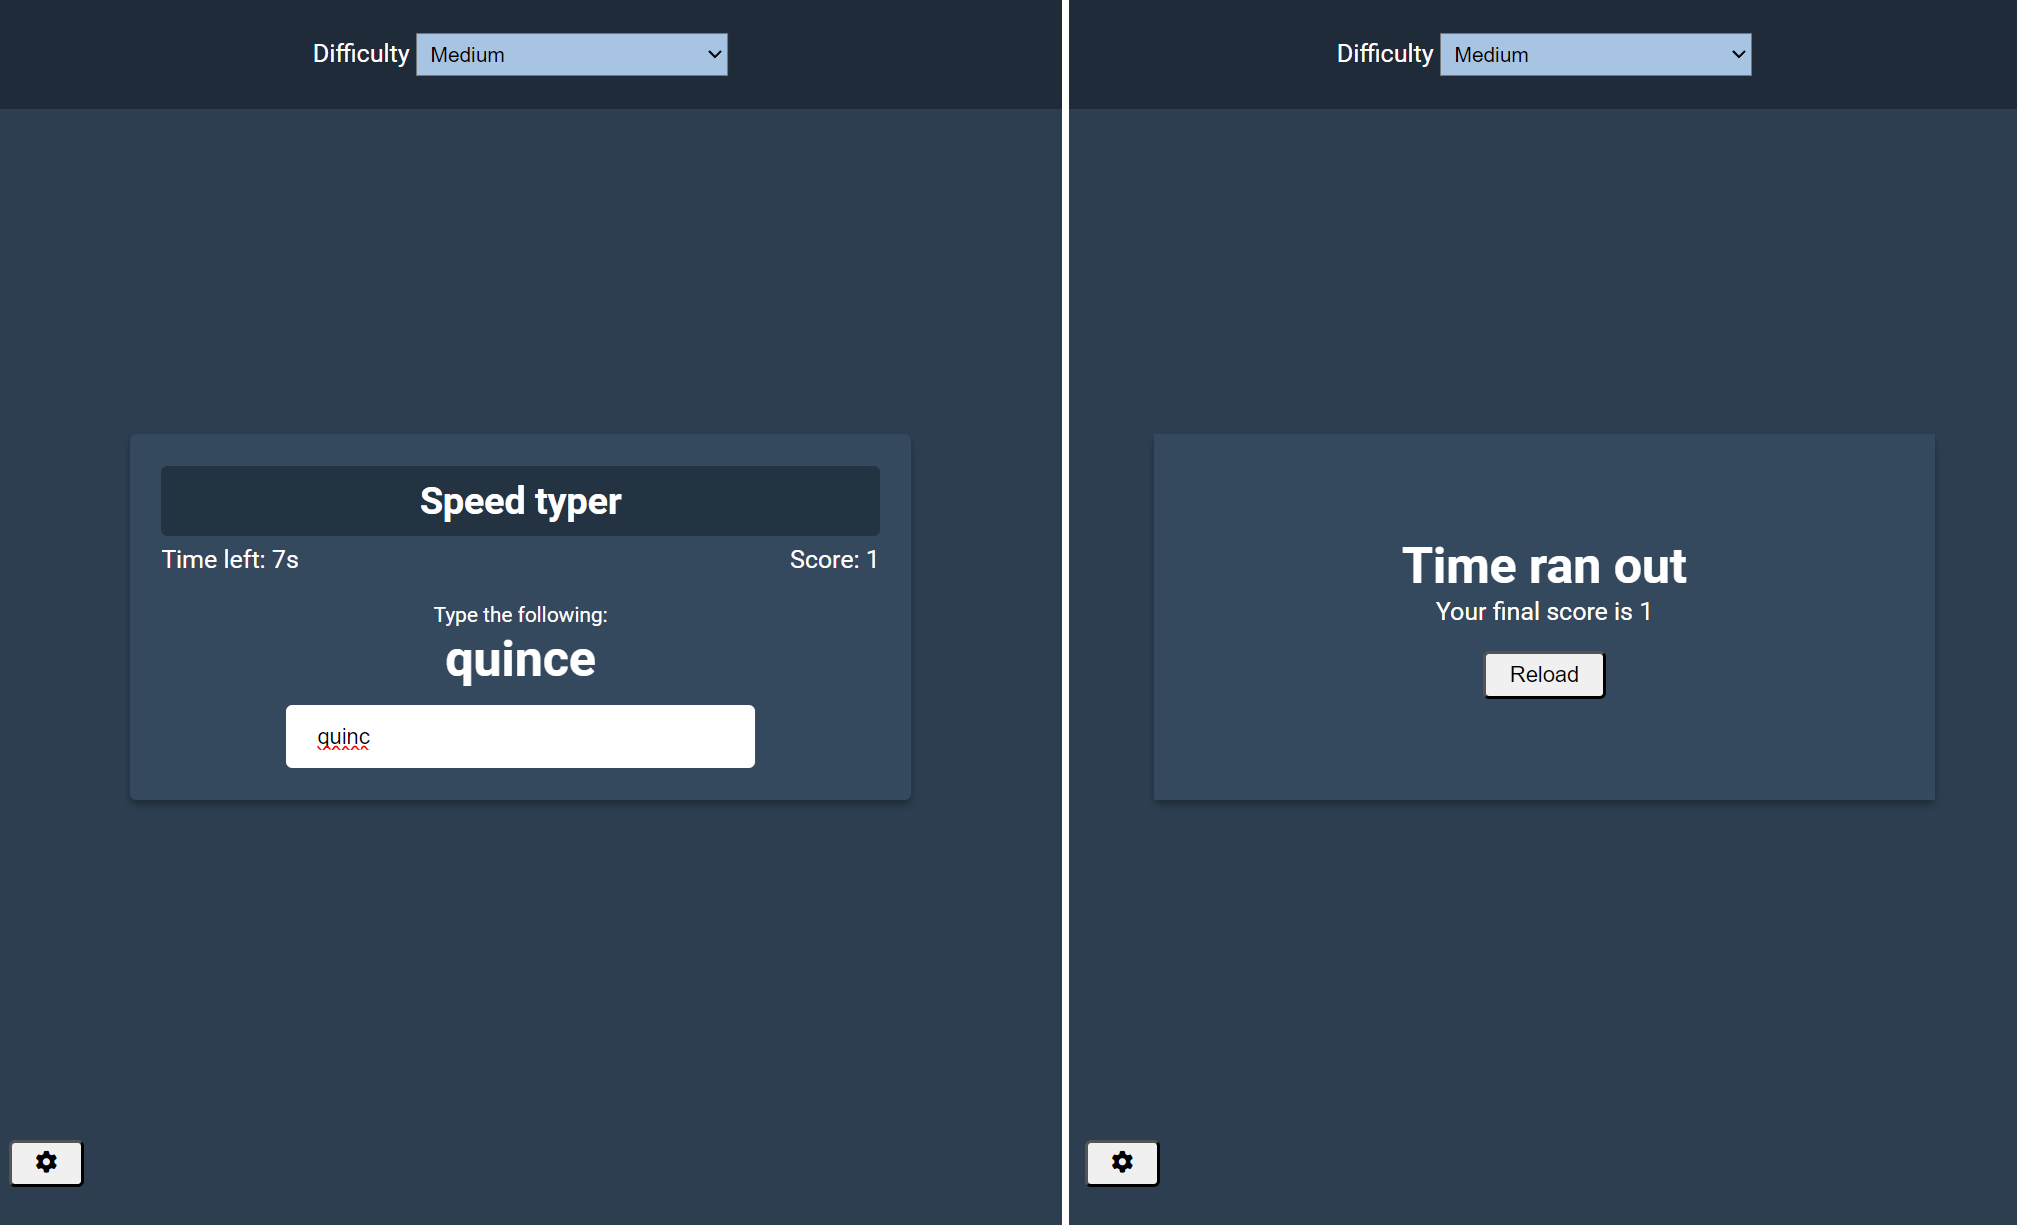 Difficulty Medium
Speed typer
Time left: 7s Score: 1
Type the following:
quince
quinc
Difficulty Medium
Time ran out
Your final score is 1
Reload